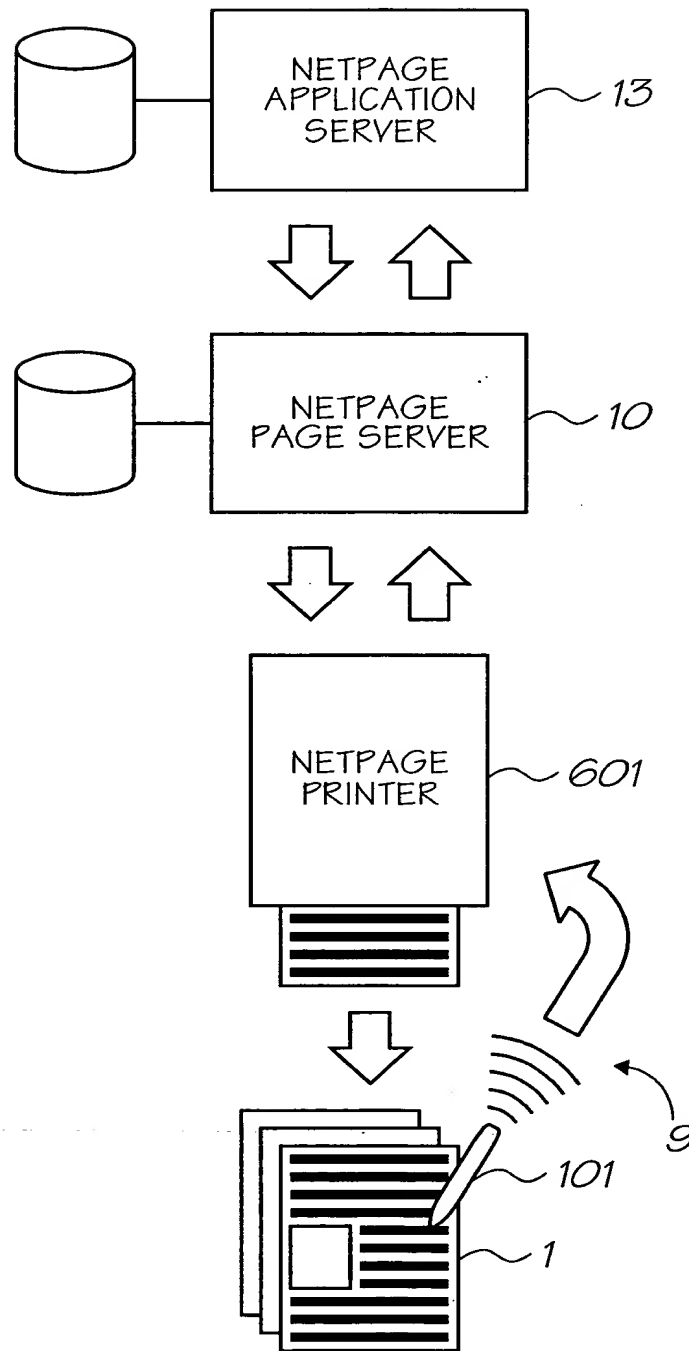 NETPAGE
APPLICATION
SERVER
13
NETPAGE
PAGE SERVER
10
NETPAGE
PRINTER
601
9
101
1